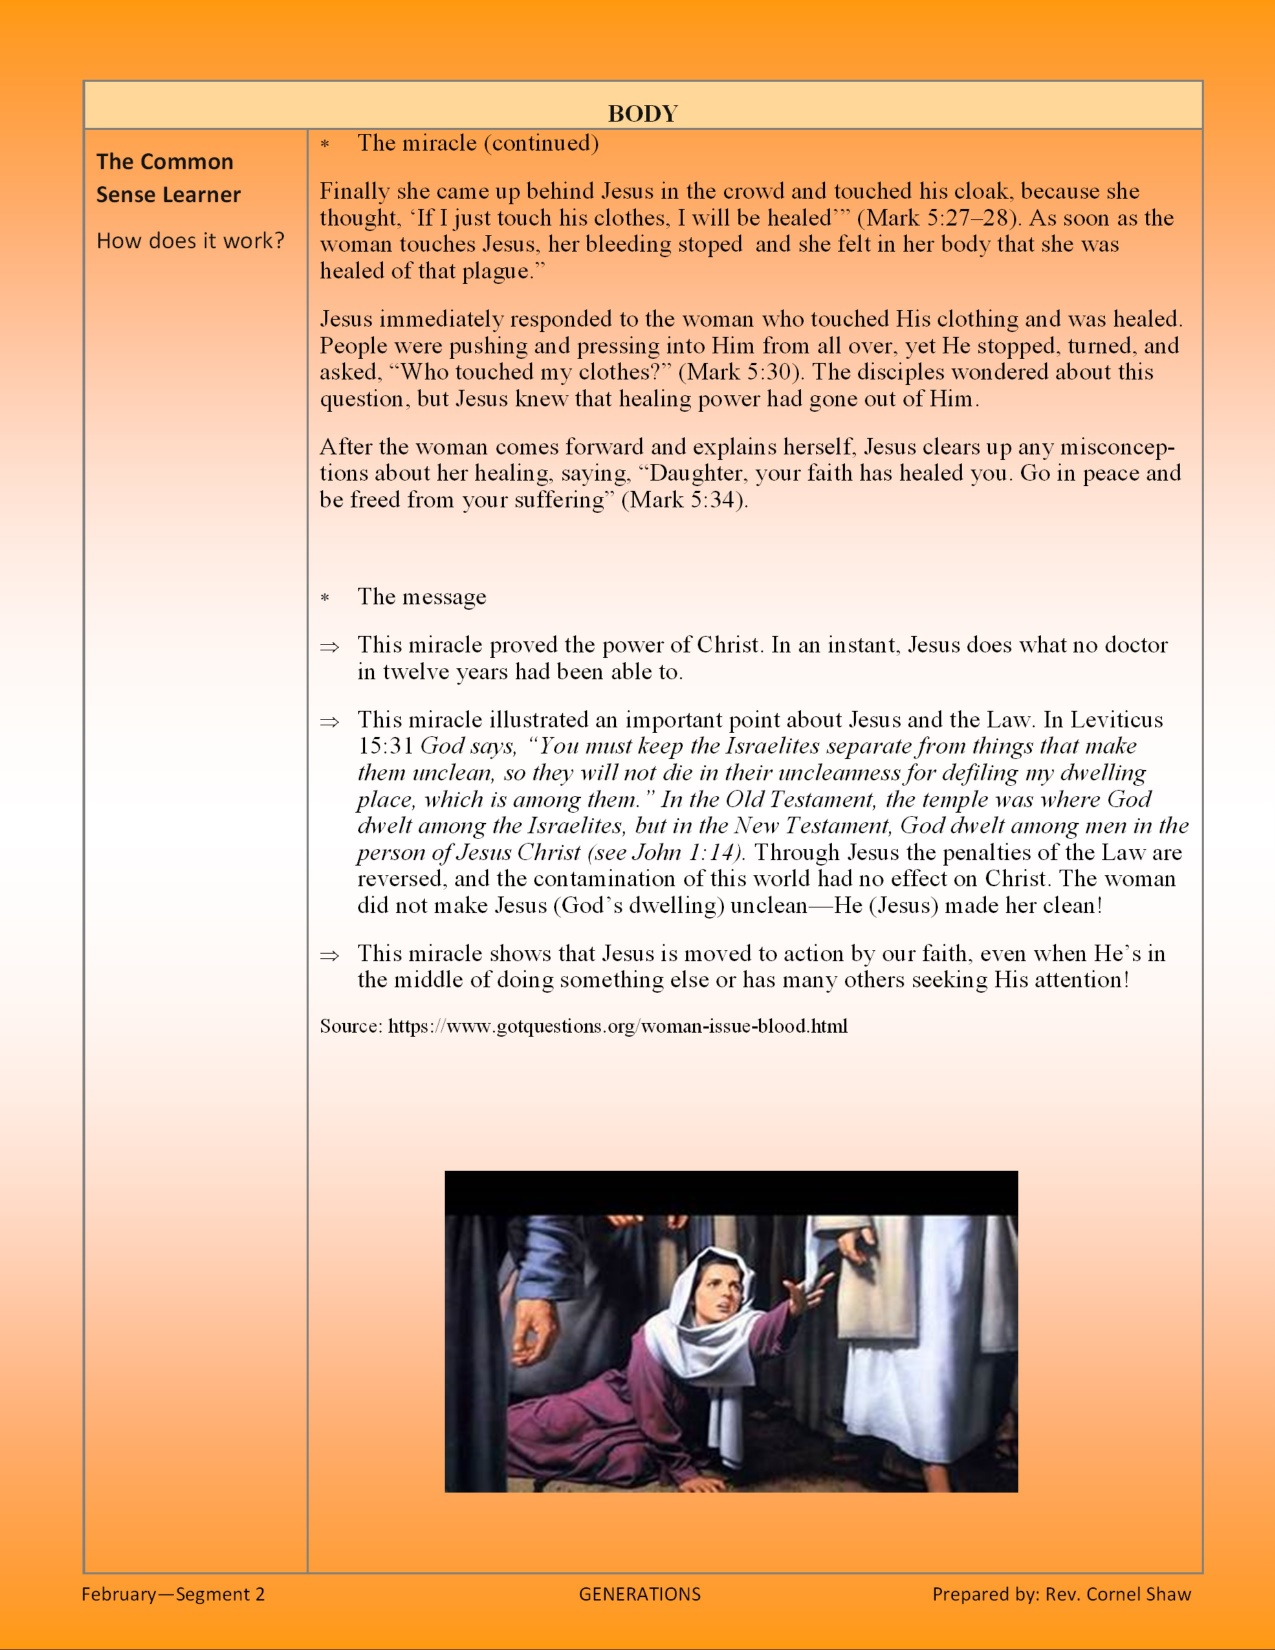 BODY
The Common
Sense Learner
How does it work?
* The miracle (continued)
Finally she came up behind Jesus in the crowd and touched his cloak, because she
thought, ‘If I just touch his clothes, I will be healed’” (Mark 5:27–28). As soon as the
woman touches Jesus, her bleeding stoped  and she felt in her body that she was
healed of that plague.”
Jesus immediately responded to the woman who touched His clothing and was healed.
People were pushing and pressing into Him from all over, yet He stopped, turned, and
asked, “Who touched my clothes?” (Mark 5:30). The disciples wondered about this
question, but Jesus knew that healing power had gone out of Him.
After the woman comes forward and explains herself, Jesus clears up any misconcep-
tions about her healing, saying, “Daughter, your faith has healed you. Go in peace and
be freed from your suffering” (Mark 5:34).
* The message
⇒ This miracle proved the power of Christ. In an instant, Jesus does what no doctor
in twelve years had been able to.
⇒ This miracle illustrated an important point about Jesus and the Law. In Leviticus
15:31 God says, “You must keep the Israelites separate from things that make
them unclean, so they will not die in their uncleanness for defiling my dwelling
place, which is among them.” In the Old Testament, the temple was where God
dwelt among the Israelites, but in the New Testament, God dwelt among men in the
person of Jesus Christ (see John 1:14). Through Jesus the penalties of the Law are
reversed, and the contamination of this world had no effect on Christ. The woman
did not make Jesus (God’s dwelling) unclean—He (Jesus) made her clean!
⇒ This miracle shows that Jesus is moved to action by our faith, even when He’s in
the middle of doing something else or has many others seeking His attention!
Source: https://www.gotquestions.org/woman-issue-blood.html
February—Segment 2
GENERATIONS
Prepared by: Rev. Cornel Shaw